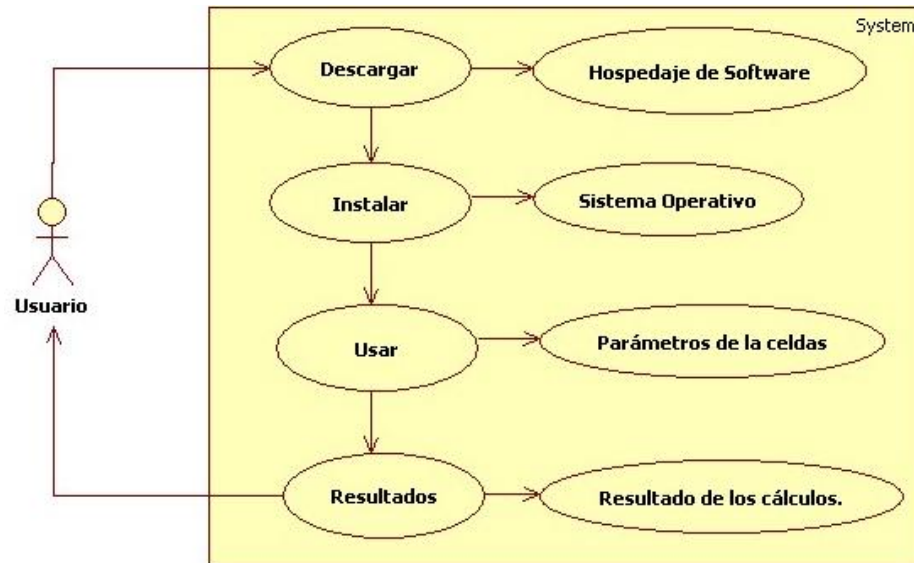 System
Descargar
Hospedaje de Software
Instalar
Sistema Operativo
Usuario
Usar
Parámetros de la celdas
Resultados
Resultado de los cálculos.